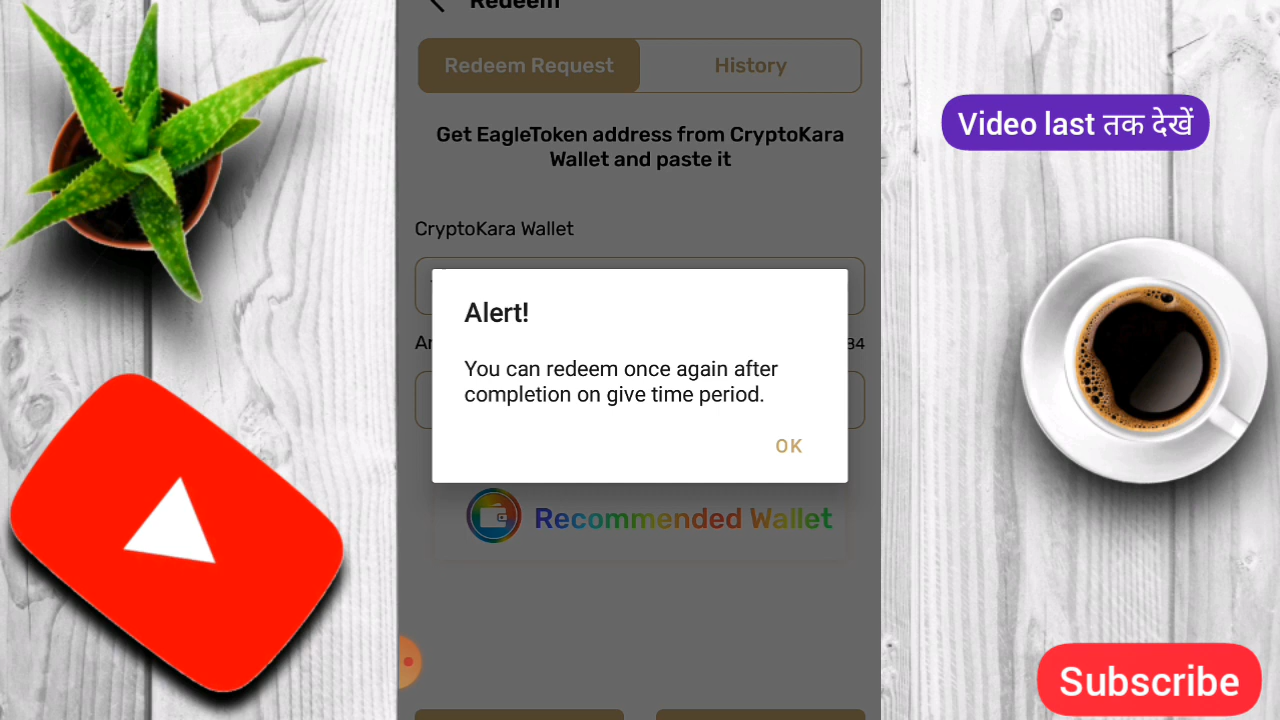 Redeem
Redeem Request
History
Get EagleToken address from CryptoKara
Wallet and paste it
CryptoKara Wallet
Alert!
You can redeem once again after
completion on give time period.
OK
Recommended Wallet
Video last तक देखें
Subscribe